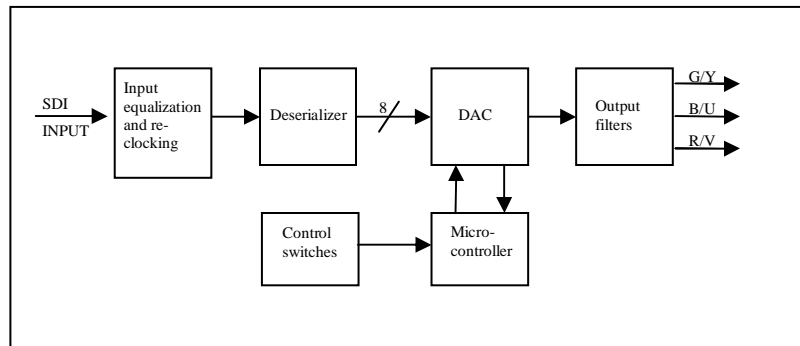 SDI
INPUT
Input
equalization
and re-
clocking
Deserializer
8
DAC
Output
filters
G/Y
B/U
R/V
Control
switches
Micro-
controller